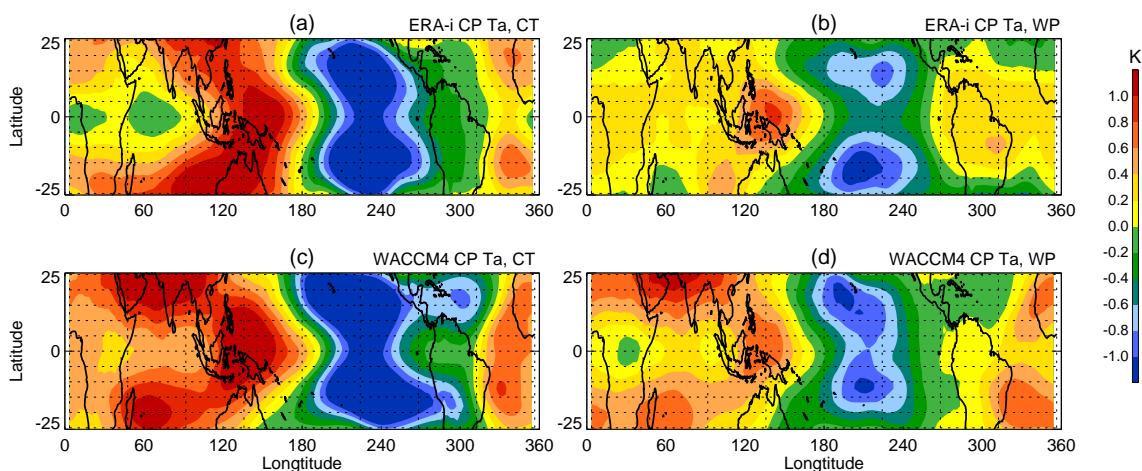 (a) ERA-i CP Ta, CT
(b) ERA-i CP Ta, WP
25
0
-25
Latitude
0 60 120 180 240 300 360
25
0
-25
0 60 120 180 240 300 360
(c) WACCM4 CP Ta, CT
(d) WACCM4 CP Ta, WP
25
0
-25
Latitude
0 60 120 180 240 300 360
Longtitude
25
0
-25
0 60 120 180 240 300 360
Longtitude
K
1.0
0.8
0.6
0.4
0.2
0.0
-0.2
-0.4
-0.6
-0.8
-1.0